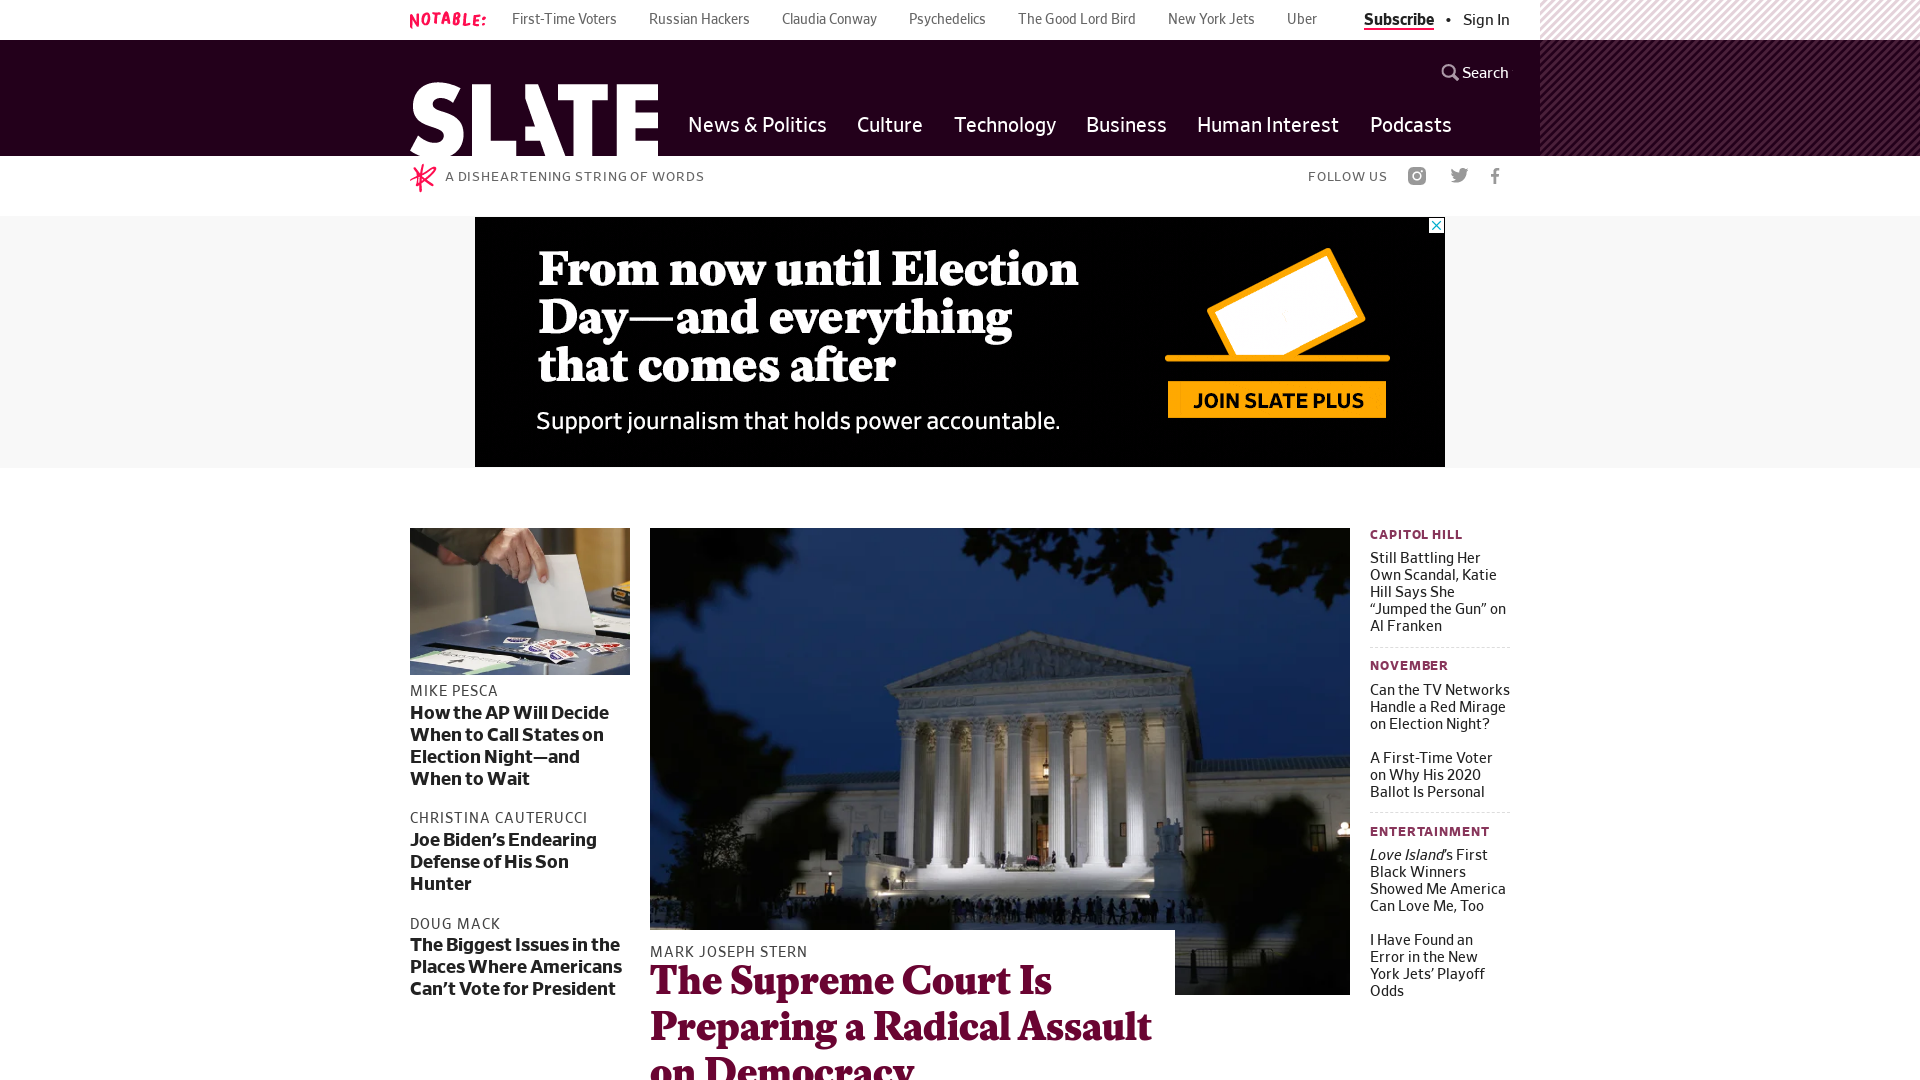 NOTABLE:
First-Time Voters
Russian Hackers
Claudia Conway
Psychedelics
The Good Lord Bird
New York Jets
Uber
Subscribe • Sign In
Search
SLATE
News & Politics
Culture
Technology
Business
Human Interest
Podcasts
A DISHEARTENING STRING OF WORDS
FOLLOW US
From now until Election
Day—and everything
that comes after
Support journalism that holds power accountable.
JOIN SLATE PLUS
MIKE PESCA
How the AP Will Decide
When to Call States on
Election Night—and
When to Wait
CHRISTINA CAUTERUCCI
Joe Biden’s Endearing
Defense of His Son
Hunter
DOUG MACK
The Biggest Issues in the
Places Where Americans
Can’t Vote for President
MARK JOSEPH STERN
The Supreme Court Is
Preparing a Radical Assault
on Democracy
CAPITOL HILL
Still Battling Her
Own Scandal, Katie
Hill Says She
“Jumped the Gun” on
Al Franken
NOVEMBER
Can the TV Networks
Handle a Red Mirage
on Election Night?
A First-Time Voter
on Why His 2020
Ballot Is Personal
ENTERTAINMENT
Love Island’s First
Black Winners
Showed Me America
Can Love Me, Too
I Have Found an
Error in the New
York Jets’ Playoff
Odds